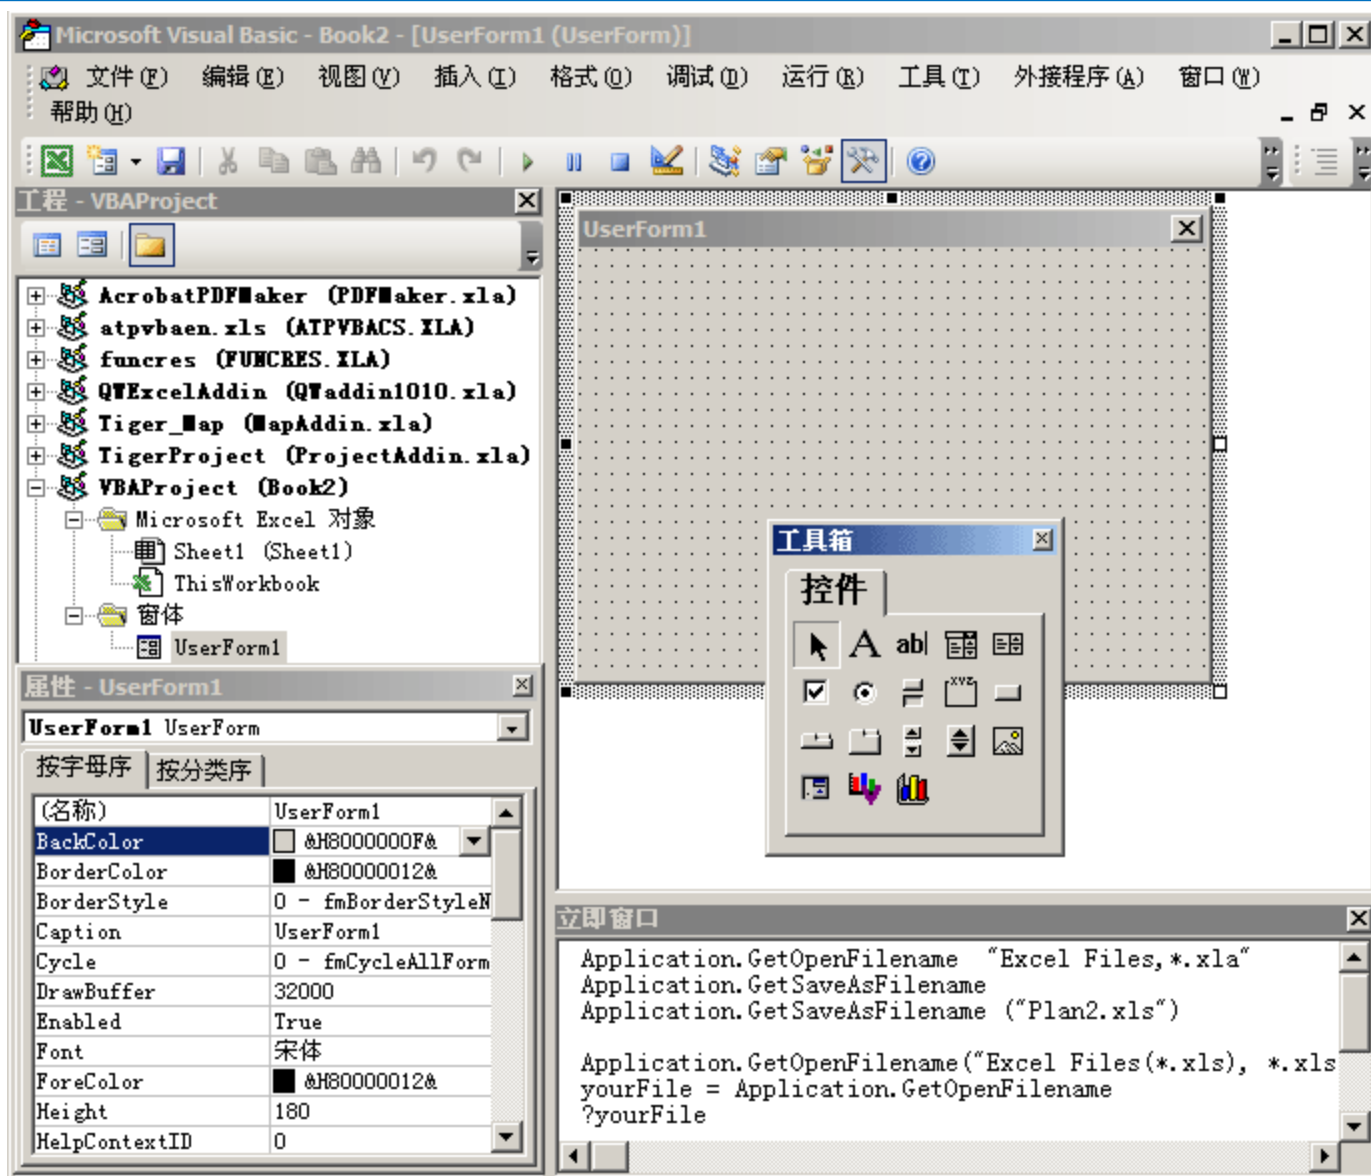 Microsoft Visual Basic - Book2 - [UserForm1 (UserForm)]
文件(F) 编辑(E) 视图(V) 插入(I) 格式(O) 调试(D) 运行(R) 工具(T) 外接程序(A) 窗口(W)
帮助(H)
工程 - VBAProject
AcrobatPDFMaker (PDFMaker.xla)
atpvbaen.xls (ATPVBACS.XLA)
funcres (FUNCRES.XLA)
QWExcelAddin (QWaddin1010.xla)
Tiger_Map (MapAddin.xla)
TigerProject (ProjectAddin.xla)
VBAProject (Book2)
Microsoft Excel 对象
Sheet1 (Sheet1)
ThisWorkbook
窗体
UserForm1
属性 - UserForm1
UserForm1 UserForm
按字母序 按分类序
(名称) UserForm1
BackColor &H8000000F&
BorderColor &H80000012&
BorderStyle 0 - fmBorderStyleN
Caption UserForm1
Cycle 0 - fmCycleAllForm
DrawBuffer 32000
Enabled True
Font 宋体
ForeColor &H80000012&
Height 180
HelpContextID 0
UserForm1
工具箱
控件
A ab|
XYZ
立即窗口
Application.GetOpenFilename "Excel Files,*.xla"
Application.GetSaveAsFilename
Application.GetSaveAsFilename ("Plan2.xls")
Application.GetOpenFilename("Excel Files(*.xls), *.xls
yourFile = Application.GetOpenFilename
?yourFile